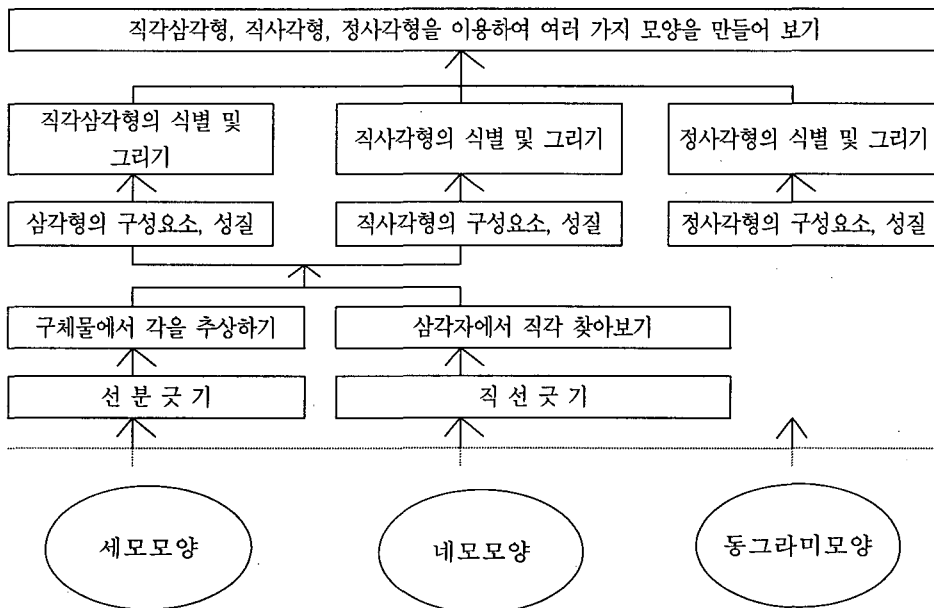 직각삼각형, 직사각형, 정사각형을 이용하여 여러 가지 모양을 만들어 보기
직각삼각형의 식별 및
그리기
직사각형의 식별 및 그리기
정사각형의 식별 및 그리기
삼각형의 구성요소, 성질
직사각형의 구성요소, 성질
정사각형의 구성요소, 성질
구체물에서 각을 추상하기
삼각자에서 직각 찾아보기
선 분 긋 기
직 선 긋 기
세모모양
네모모양
동그라미모양